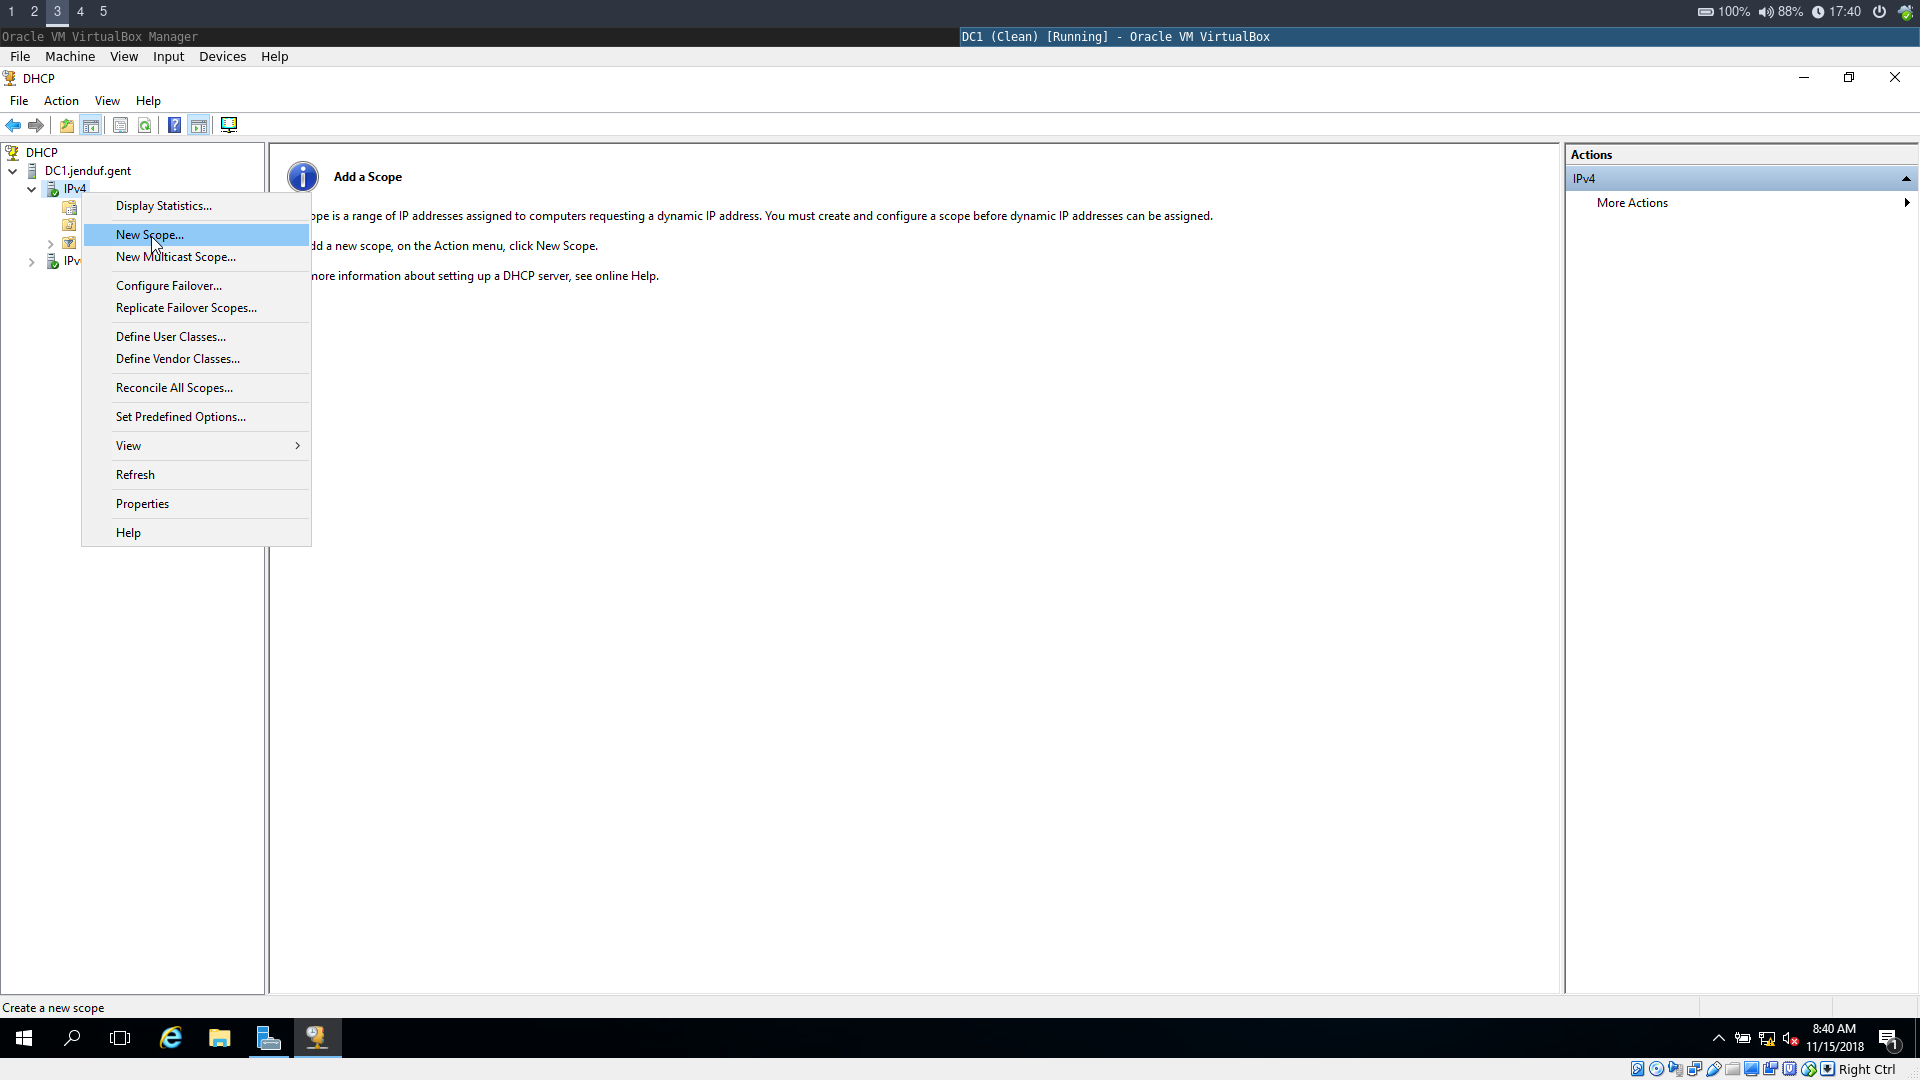 1 2 3 4 5
100% 88% 17:40
Oracle VM VirtualBox Manager
DC1 (Clean) [Running] - Oracle VM VirtualBox
File Machine View Input Devices Help
DHCP
File Action View Help
DHCP
DC1.jenduf.gent
IPv4
Display Statistics...
New Scope...
New Multicast Scope...
Configure Failover...
Replicate Failover Scopes...
Define User Classes...
Define Vendor Classes...
Reconcile All Scopes...
Set Predefined Options...
View
Refresh
Properties
Help
IPv
Add a Scope
ope is a range of IP addresses assigned to computers requesting a dynamic IP address. You must create and configure a scope before dynamic IP addresses can be assigned.
dd a new scope, on the Action menu, click New Scope.
more information about setting up a DHCP server, see online Help.
Actions
IPv4
More Actions
Create a new scope
8:40 AM
11/15/2018
1
Right Ctrl